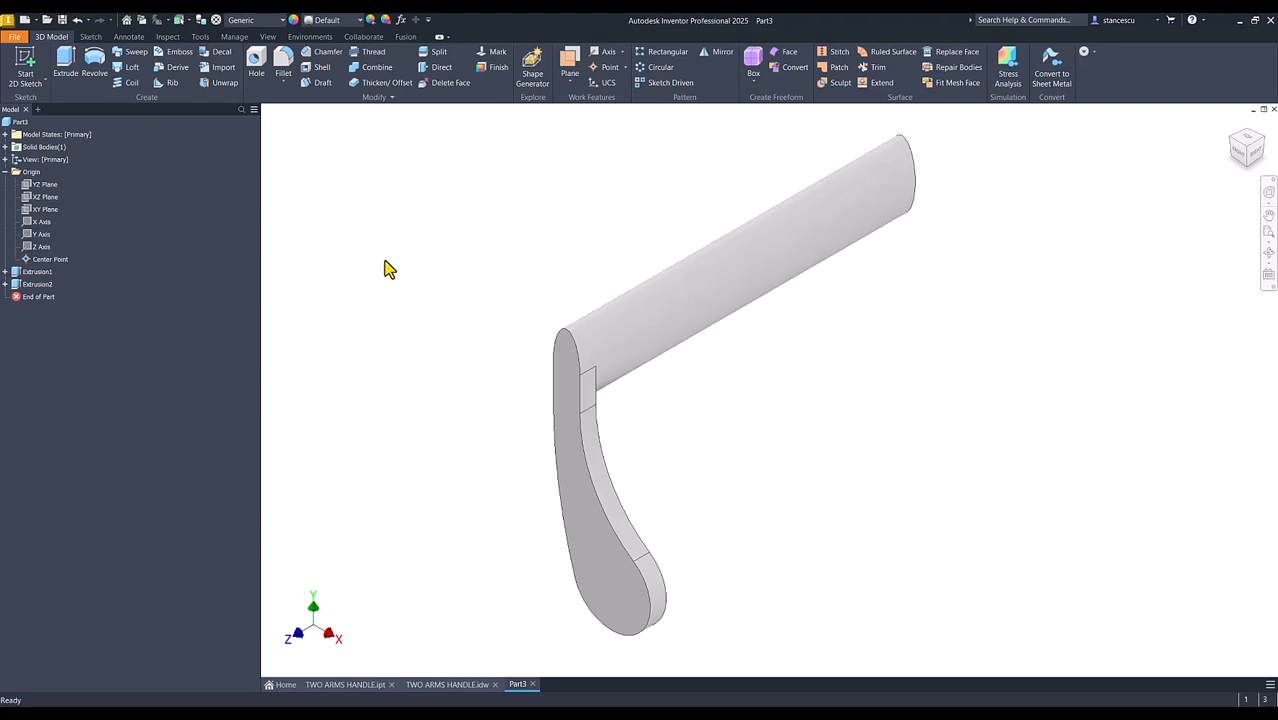 Generic Default fx Autodesk Inventor Professional 2025 Part3 Search Help & Commands... stancescu
File 3D Model Sketch Annotate Inspect Tools Manage View Environments Collaborate Fusion
Start 2D Sketch
Sketch
Extrude Revolve Sweep Emboss Decal
Loft Derive Import
Coil Rib Unwrap
Create
Hole Fillet Chamfer Thread Split Direct
Shell Combine Delete Face
Draft Thicken/ Offset
Modify
Mark
Finish
Shape Generator
Explore
Plane Axis
Point
UCS
Work Features
Rectangular Mirror
Circular
Sketch Driven
Pattern
Box Face
Convert
Create Freeform
Stitch Ruled Surface Replace Face
Patch Trim Repair Bodies
Sculpt Extend Fit Mesh Face
Surface
Stress Analysis
Simulation
Convert to Sheet Metal
Convert
Model
Part3
Model States: [Primary]
Solid Bodies(1)
View: [Primary]
Origin
YZ Plane
XZ Plane
XY Plane
X Axis
Y Axis
Z Axis
Center Point
Extrusion1
Extrusion2
End of Part
TOP
FRONT RIGHT
Y
Z X
Home TWO ARMS HANDLE.ipt TWO ARMS HANDLE.idw Part3
Ready 1 3